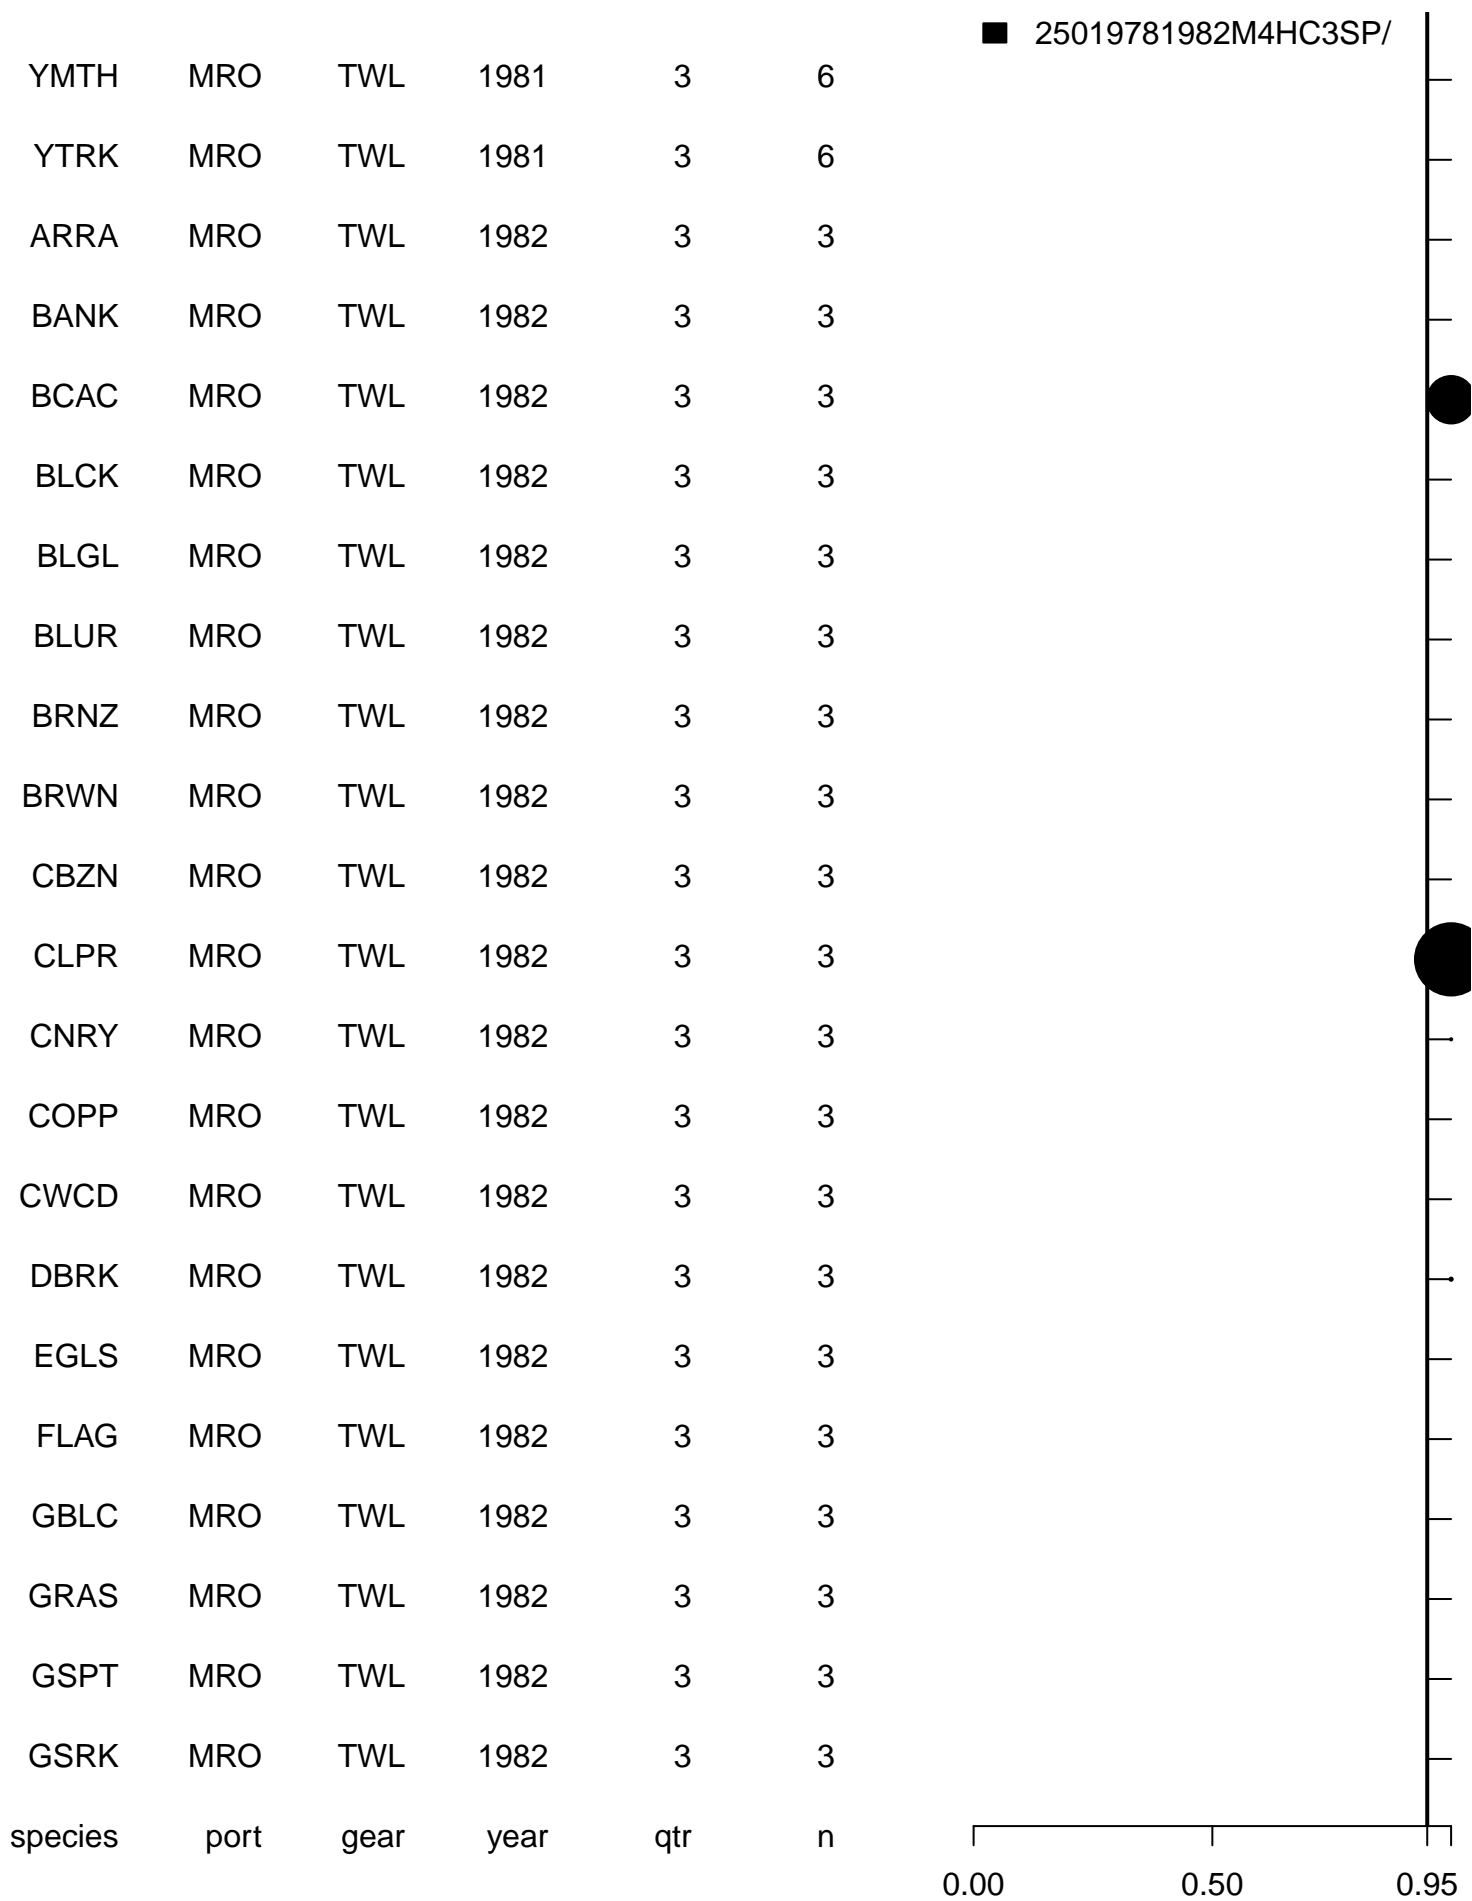 25019781982M4HC3SP/
YMTH MRO TWL 1981 3 6
YTRK MRO TWL 1981 3 6
ARRA MRO TWL 1982 3 3
BANK MRO TWL 1982 3 3
BCAC MRO TWL 1982 3 3
BLCK MRO TWL 1982 3 3
BLGL MRO TWL 1982 3 3
BLUR MRO TWL 1982 3 3
BRNZ MRO TWL 1982 3 3
BRWN MRO TWL 1982 3 3
CBZN MRO TWL 1982 3 3
CLPR MRO TWL 1982 3 3
CNRY MRO TWL 1982 3 3
COPP MRO TWL 1982 3 3
CWCD MRO TWL 1982 3 3
DBRK MRO TWL 1982 3 3
EGLS MRO TWL 1982 3 3
FLAG MRO TWL 1982 3 3
GBLC MRO TWL 1982 3 3
GRAS MRO TWL 1982 3 3
GSPT MRO TWL 1982 3 3
GSRK MRO TWL 1982 3 3
species port gear year qtr n
0.00 0.50 0.95